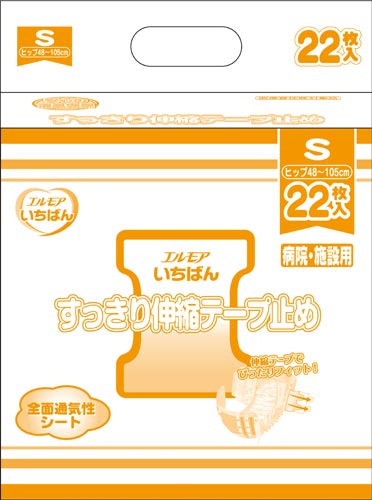 S
ヒップ48～105cm
22枚入
すっきり伸縮テープ止め
S
ヒップ48～105cm
22枚入
病院・施設用
エルモア
いちばん
エルモア
いちばん
すっきり伸縮テープ止め
伸縮テープで
ぴったりフィット!
全面通気性
シート